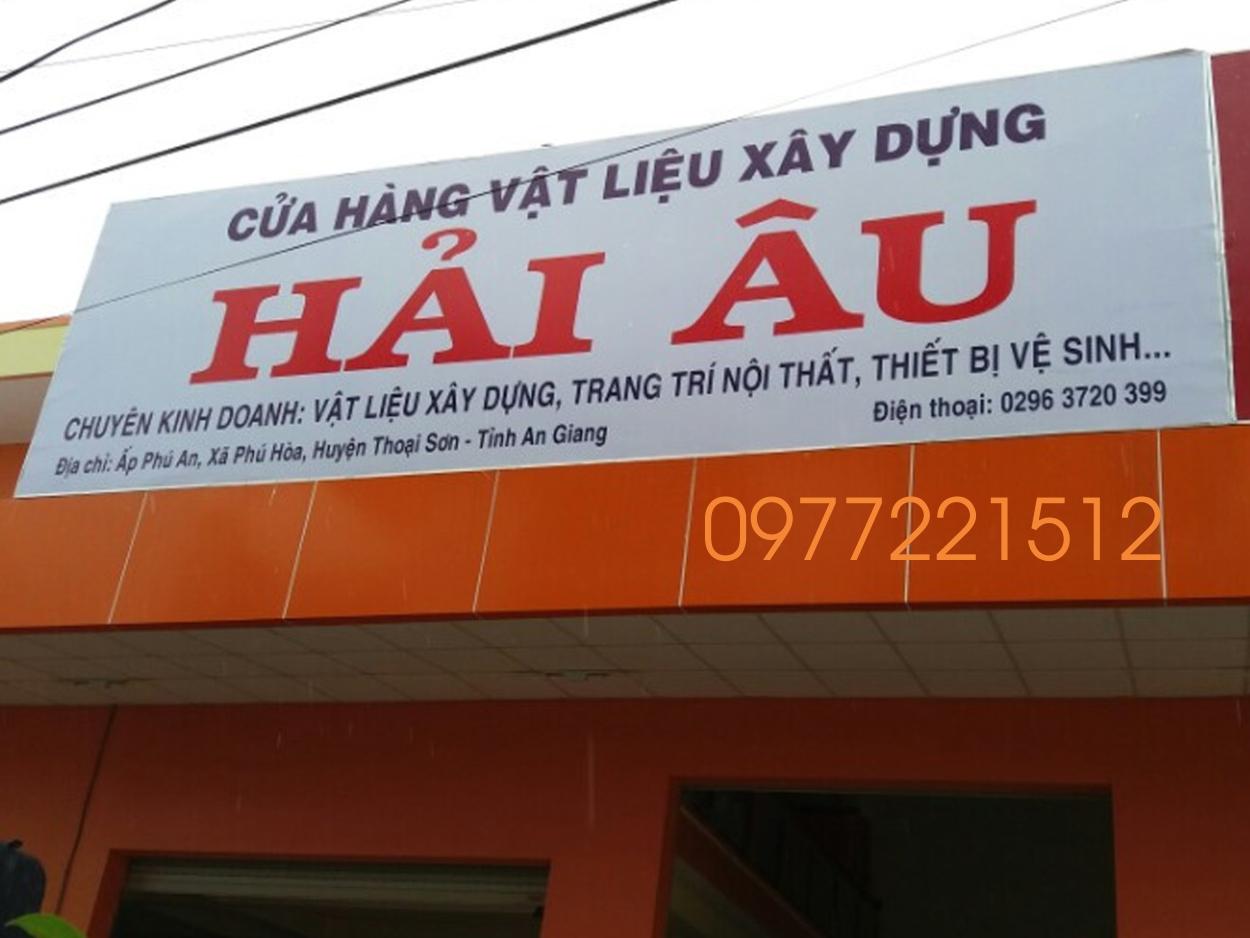 CỬA HÀNG VẬT LIỆU XÂY DỰNG
HẢI ÂU
CHUYÊN KINH DOANH: VẬT LIỆU XÂY DỰNG, TRANG TRÍ NỘI THẤT, THIẾT BỊ VỆ SINH...
Địa chỉ: Ấp Phú An, Xã Phú Hòa, Huyện Thoại Sơn - Tỉnh An Giang
Điện thoại: 0296 3720 399
0977221512